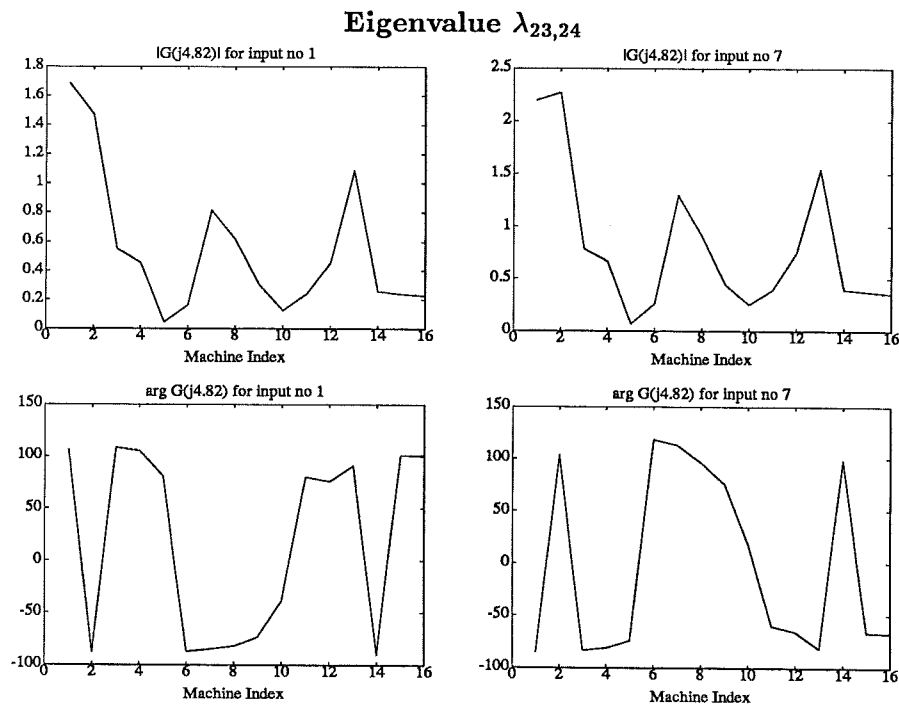 Eigenvalue λ23,24
|G(j4.82)| for input no 1
1.8
1.6
1.4
1.2
1
0.8
0.6
0.4
0.2
0
0 2 4 6 8 10 12 14 16
Machine Index
|G(j4.82)| for input no 7
2.5
2
1.5
1
0.5
0
0 2 4 6 8 10 12 14 16
Machine Index
arg G(j4.82) for input no 1
150
100
50
0
-50
-100
0 2 4 6 8 10 12 14 16
Machine Index
arg G(j4.82) for input no 7
150
100
50
0
-50
-100
0 2 4 6 8 10 12 14 16
Machine Index